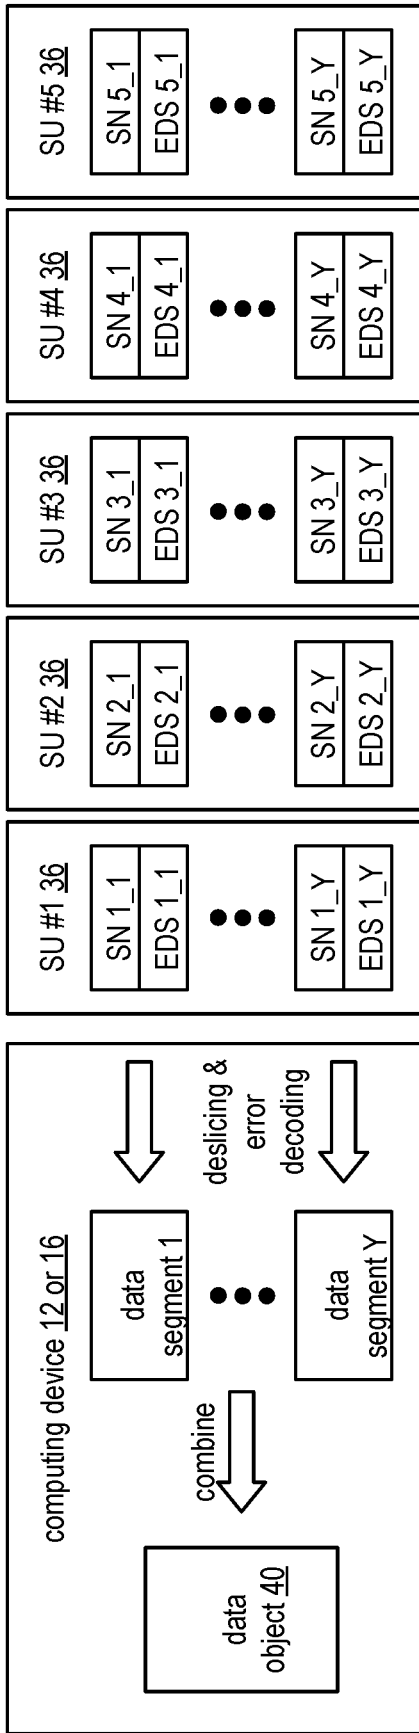 computing device 12 or 16
data
object 40
combine
data
segment 1
data
segment Y
deslicing &
error
decoding
SU #1 36
SN 1_1
EDS 1_1
SN 1_Y
EDS 1_Y
SU #2 36
SN 2_1
EDS 2_1
SN 2_Y
EDS 2_Y
SU #3 36
SN 3_1
EDS 3_1
SN 3_Y
EDS 3_Y
SU #4 36
SN 4_1
EDS 4_1
SN 4_Y
EDS 4_Y
SU #5 36
SN 5_1
EDS 5_1
SN 5_Y
EDS 5_Y